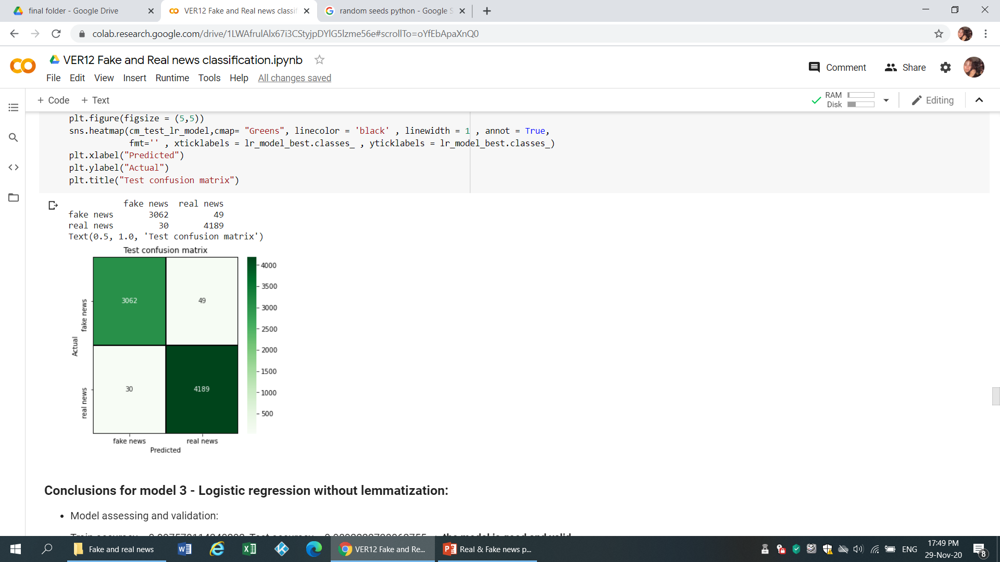 final folder - Google Drive
VER12 Fake and Real news classif
random seeds python - Google S
colab.research.google.com/drive/1LWAfrulAlx67i3CStyjpDYlG5lzme56e#scrollTo=oYfEbApaXnQ0
VER12 Fake and Real news classification.ipynb
Comment
Share
File Edit View Insert Runtime Tools Help All changes saved
+ Code + Text
RAM
Disk
Editing
plt.figure(figsize = (5,5))
sns.heatmap(cm_test_lr_model,cmap= "Greens", linecolor = 'black' , linewidth = 1 , annot = True,
fmt='' , xticklabels = lr_model_best.classes_ , yticklabels = lr_model_best.classes_)
plt.xlabel("Predicted")
plt.ylabel("Actual")
plt.title("Test confusion matrix")
fake news real news
fake news 3062 49
real news 30 4189
Text(0.5, 1.0, 'Test confusion matrix')
Test confusion matrix
4000
3500
3000
2500
2000
1500
1000
500
3062 49
30 4189
fake news
real news
Actual
fake news real news
Predicted
Conclusions for model 3 - Logistic regression without lemmatization:
• Model assessing and validation:
Fake and real news
VER12 Fake and Re...
Real & Fake news p...
ENG
17:49 PM
29-Nov-20
8